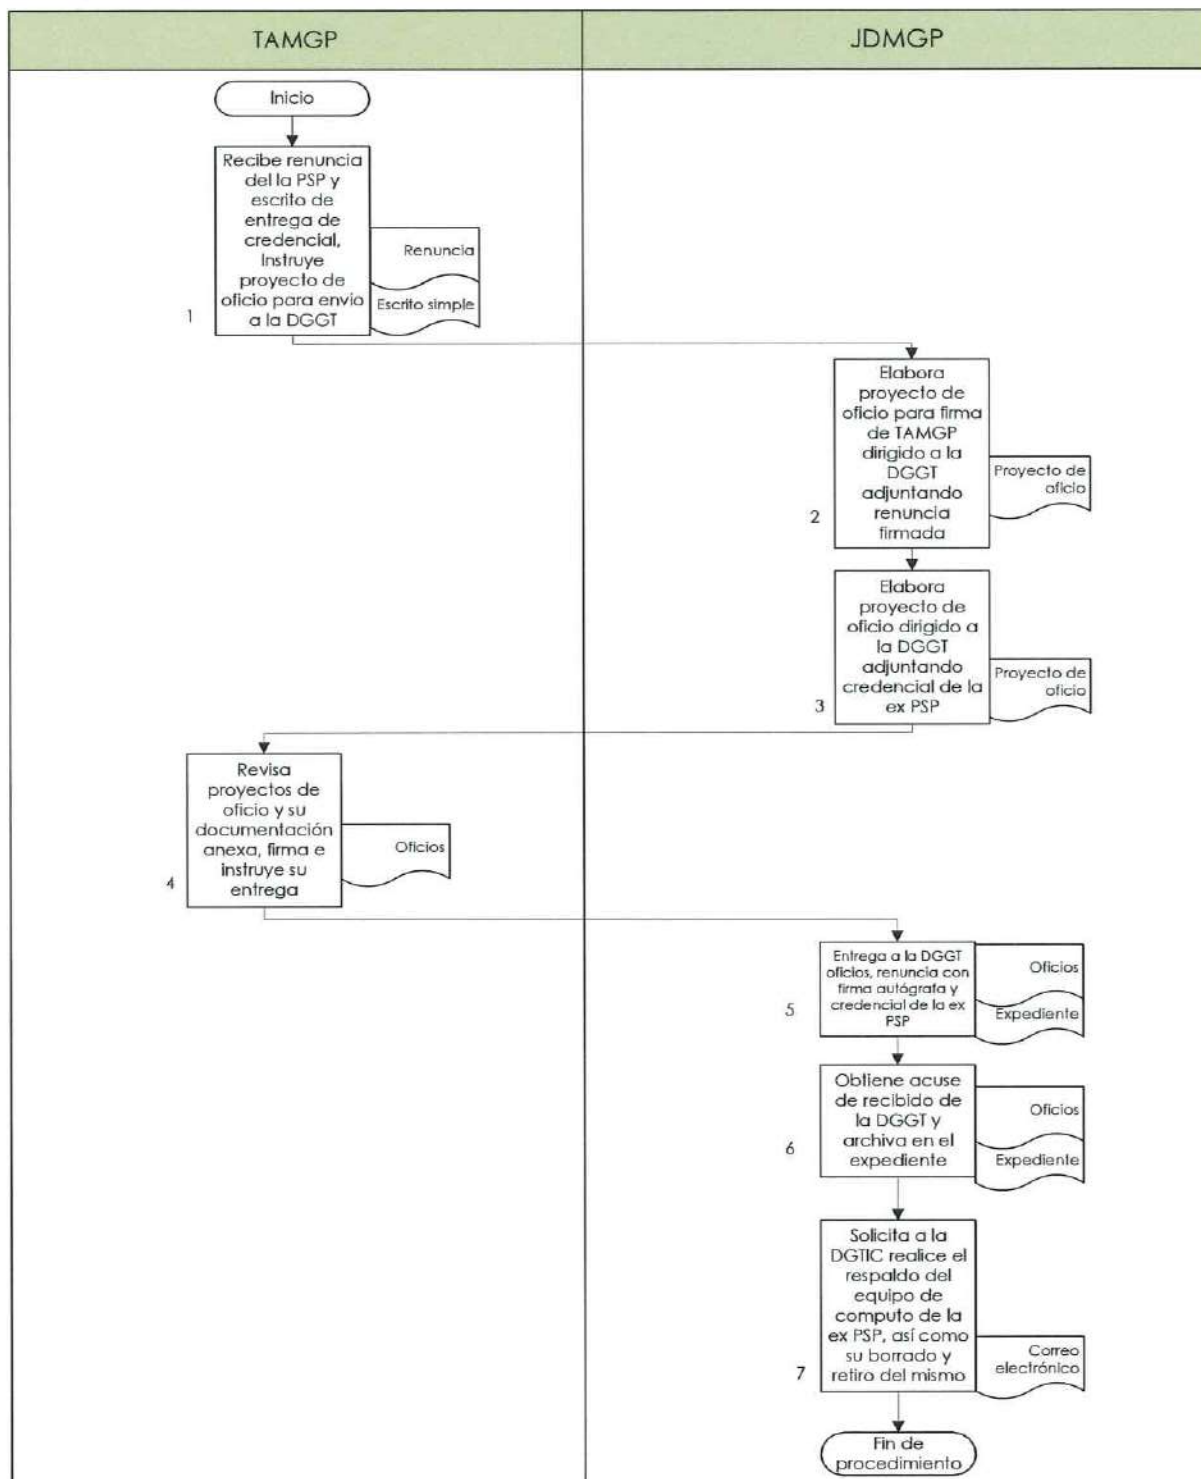 TAMGP
JDMGP
Inicio
Recibe renuncia
del la PSP y
escrito de
entrega de
credencial,
Instruye
proyecto de
oficio para envio
a la DGGT
1
Renuncia
Escrito simple
Elabora
proyecto de
oficio para firma
de TAMGP
dirigido a la
DGGT
adjuntando
renuncia
firmada
2
Proyecto de
oficio
Elabora
proyecto de
oficio dirigido a
la DGGT
adjuntando
credencial de la
ex PSP
3
Proyecto de
oficio
Revisa
proyectos de
oficio y su
documentación
anexa, firma e
instruye su
entrega
4
Oficios
Entrega a la DGGT
oficios, renuncia con
firma autógrafa y
credencial de la ex
PSP
5
Oficios
Expediente
Obtiene acuse
de recibido de
la DGGT y
archiva en el
expediente
6
Oficios
Expediente
Solicita a la
DGTIC realice el
respaldo del
equipo de
computo de la
ex PSP, así como
su borrado y
retiro del mismo
7
Correo
electrónico
Fin de
procedimiento